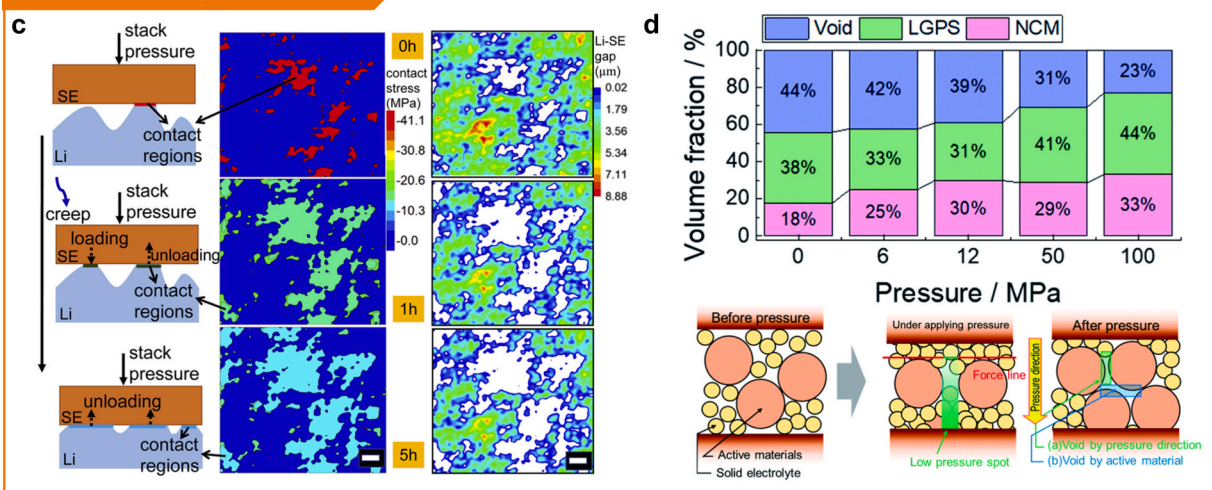 c
stack
pressure
SE
Li
contact
regions
creep
stack
pressure
loading
SE
unloading
contact
regions
Li
stack
pressure
unloading
SE
contact
regions
Li
0h
contact
stress
(MPa)
-41.1
-30.8
-20.6
-10.3
-0.0
1h
5h
Li-SE
gap
(μm)
0.02
1.79
3.56
5.34
7.11
8.88
d
Void LGPS NCM
Volume fraction / %
100
80
60
40
20
0
44% 42% 39% 31% 23%
38% 33% 31% 41% 44%
18% 25% 30% 29% 33%
0 6 12 50 100
Pressure / MPa
Before pressure
Active materials
Solid electrolyte
Under applying pressure
Force line
Low pressure spot
After pressure
Pressure direction
(a)Void by pressure direction
(b)Void by active material